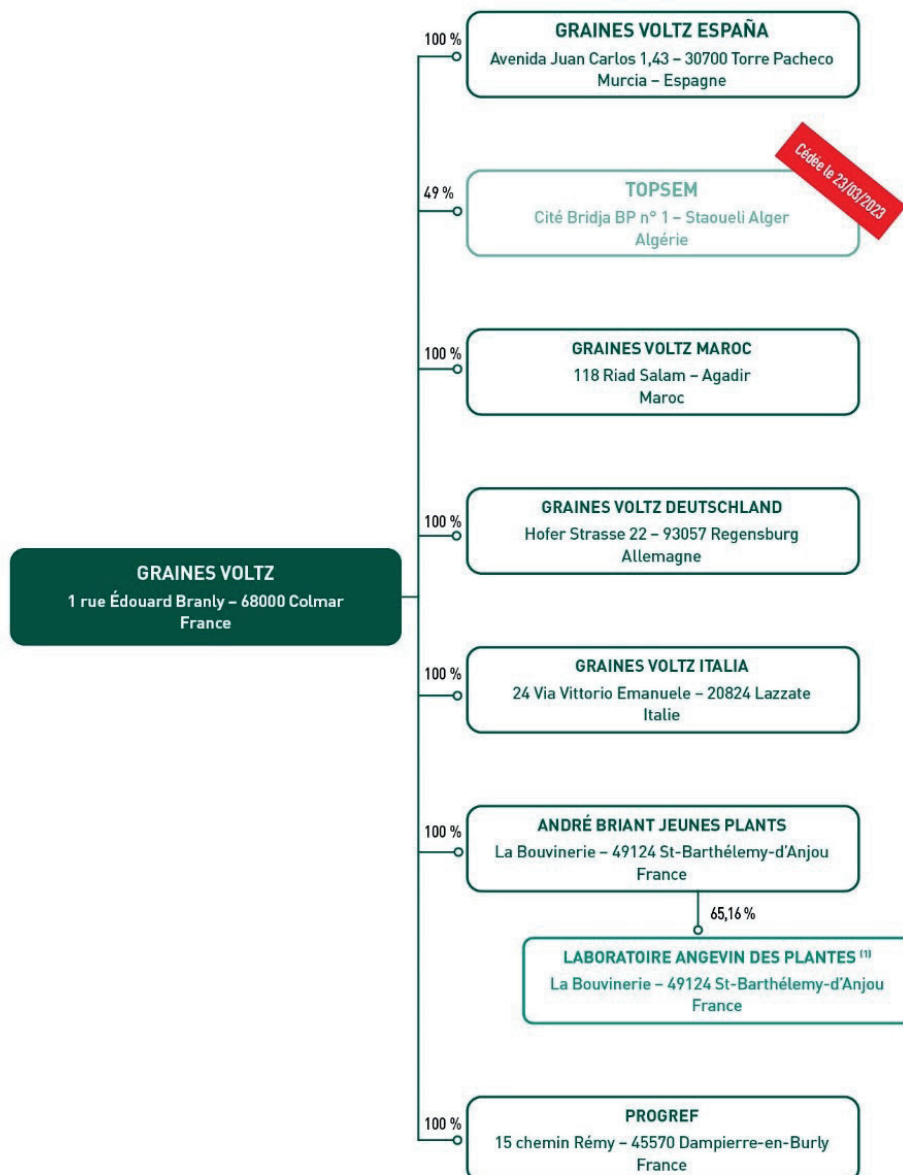 100 %
GRAINES VOLTZ ESPAÑA
Avenida Juan Carlos 1,43 – 30700 Torre Pacheco
Murcia – Espagne
Cédée le 23/03/2023
49 %
TOPSEM
Cité Bridja BP n° 1 – Staoueli Alger
Algérie
100 %
GRAINES VOLTZ MAROC
118 Riad Salam – Agadir
Maroc
100 %
GRAINES VOLTZ DEUTSCHLAND
Hofer Strasse 22 – 93057 Regensburg
Allemagne
GRAINES VOLTZ
1 rue Édouard Branly – 68000 Colmar
France
100 %
GRAINES VOLTZ ITALIA
24 Via Vittorio Emanuele – 20824 Lazzate
Italie
100 %
ANDRÉ BRIANT JEUNES PLANTS
La Bouvinerie – 49124 St-Barthélemy-d'Anjou
France
65,16 %
LABORATOIRE ANGEVIN DES PLANTES (1)
La Bouvinerie – 49124 St-Barthélemy-d'Anjou
France
100 %
PROGREF
15 chemin Rémy – 45570 Dampierre-en-Burly
France